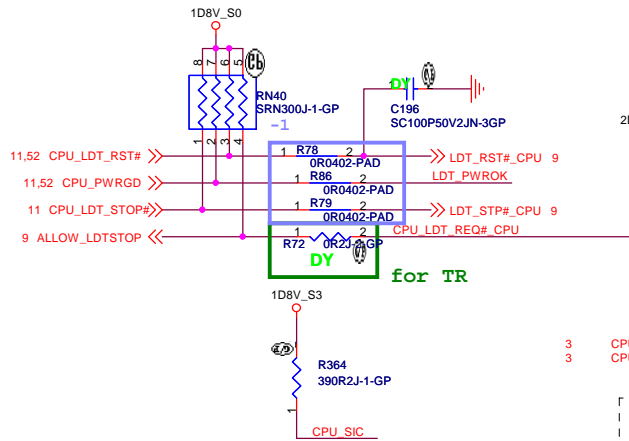 1D8V_S0
8 7 6 5
RN40
SRN300J-1-GP
1 2 3 4
-1
DY
1
C196
SC100P50V2JN-3GP
2
11,52 CPU_LDT_RST#
1 R78 2
0R0402-PAD
LDT_RST#_CPU 9
11,52 CPU_PWRGD
1 R86 2
0R0402-PAD
LDT_PWROK
11 CPU_LDT_STOP#
1 R79 2
0R0402-PAD
LDT_STP#_CPU 9
9 ALLOW_LDTSTOP
1 2
R72 0R2J-2-GP
CPU_LDT_REQ#_CPU
DY
for TR
1D8V_S3
R364
390R2J-1-GP
1
CPU_SIC
3 CPU
3 CPU